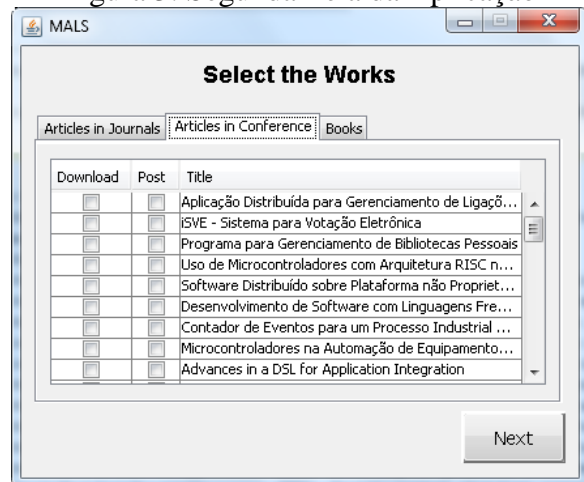 MALS
Select the Works
Articles in Journals Articles in Conference Books
Download Post Title
Aplicação Distribuída para Gerenciamento de Ligaçõ...
iSVE - Sistema para Votação Eletrônica
Programa para Gerenciamento de Bibliotecas Pessoais
Uso de Microcontroladores com Arquitetura RISC n...
Software Distribuído sobre Plataforma não Propriet...
Desenvolvimento de Software com Linguagens Fre...
Contador de Eventos para um Processo Industrial ...
Microcontroladores na Automação de Equipamento...
Advances in a DSL for Application Integration
Next